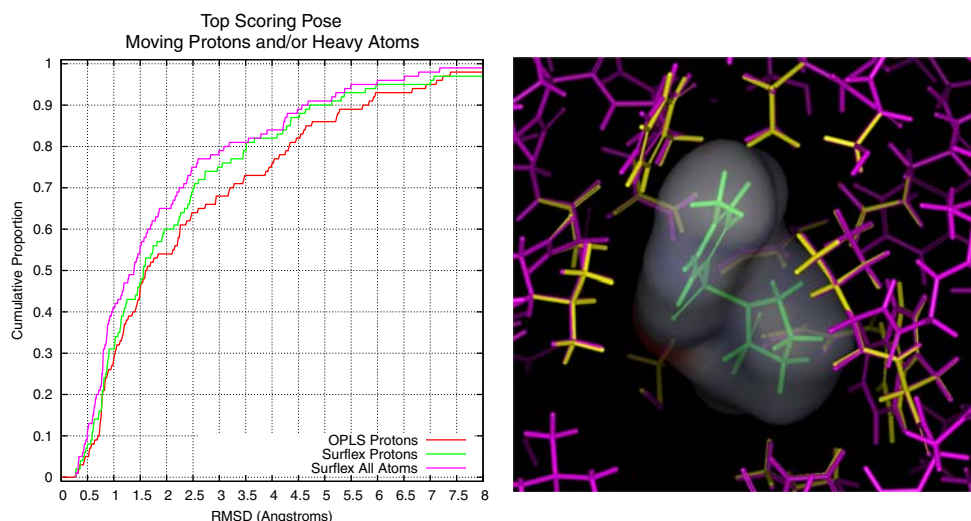 Top Scoring Pose
Moving Protons and/or Heavy Atoms
Cumulative Proportion
1
0.9
0.8
0.7
0.6
0.5
0.4
0.3
0.2
0.1
0
OPLS Protons
Surflex Protons
Surflex All Atoms
0 0.5 1 1.5 2 2.5 3 3.5 4 4.5 5 5.5 6 6.5 7 7.5 8
RMSD (Angstroms)